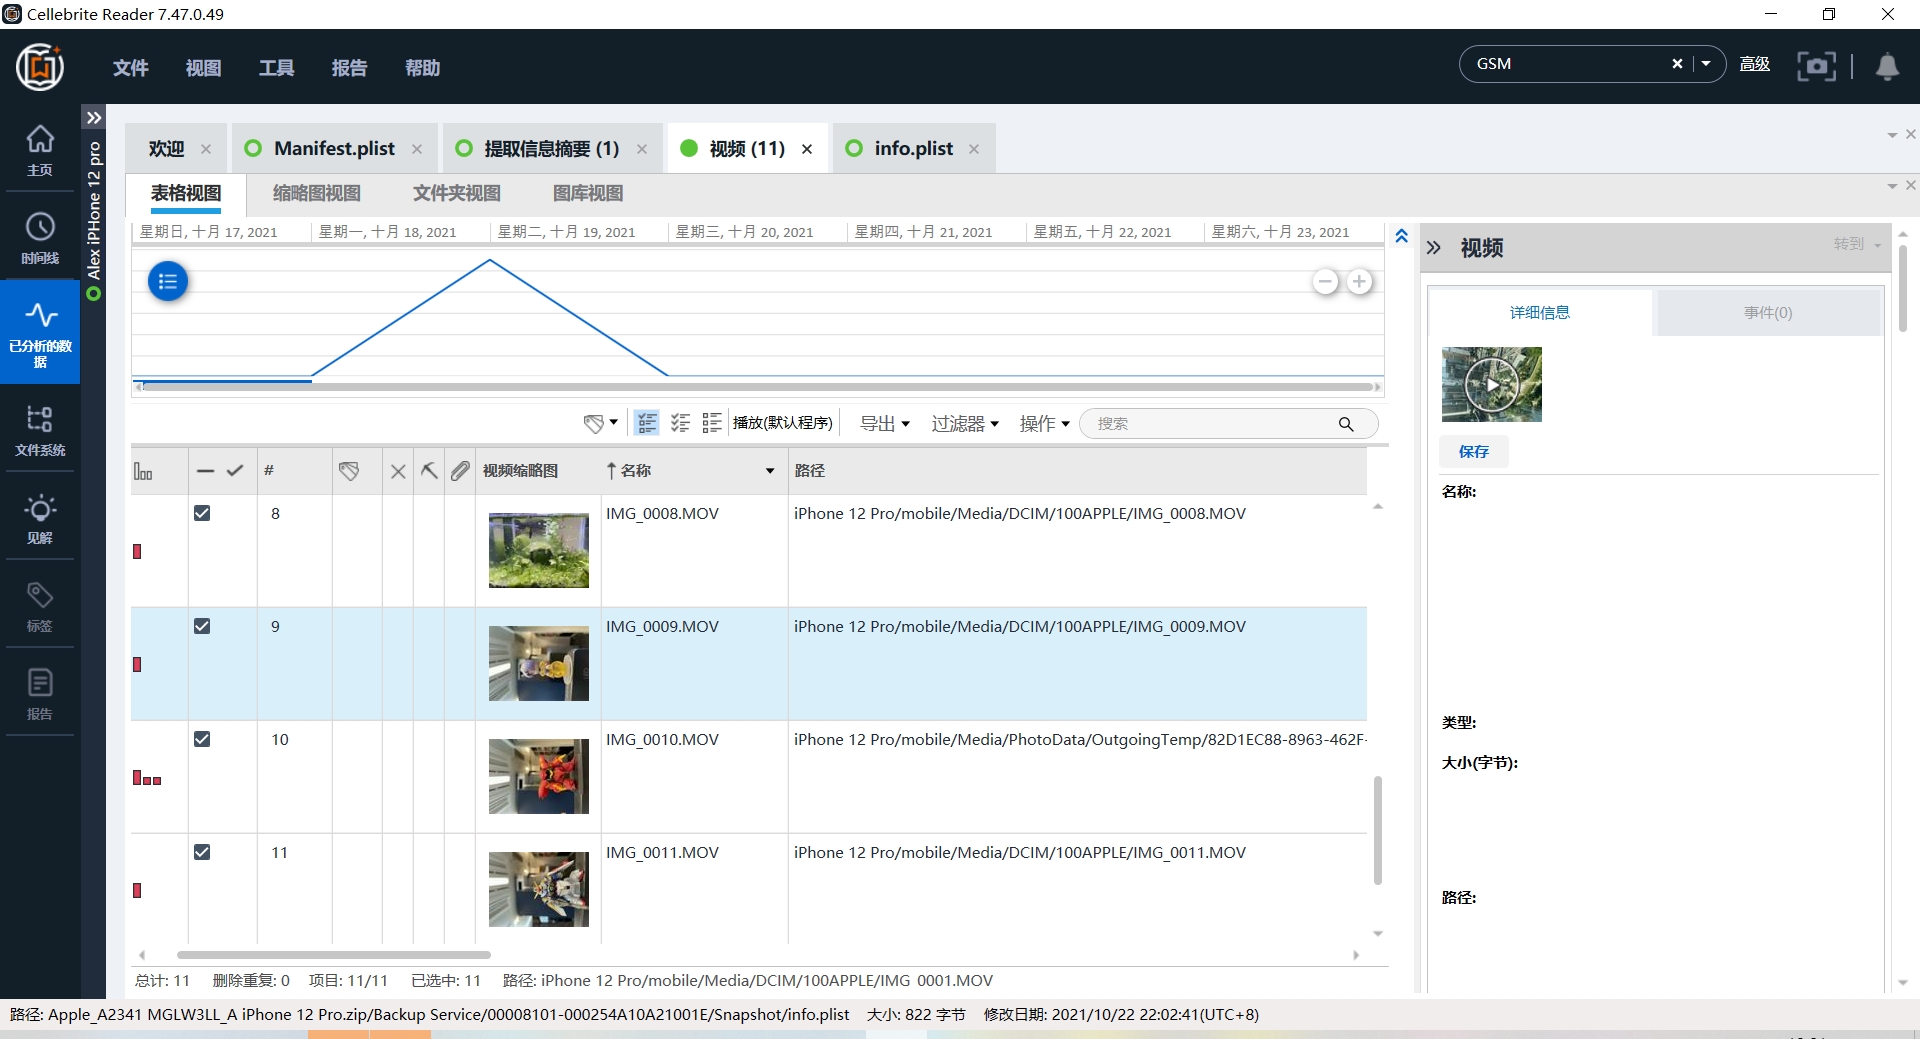 Cellebrite Reader 7.47.0.49
文件 视图 工具 报告 帮助
GSM 高级
主页
时间线
已分析的数据
文件系统
见解
标签
报告
Alex iPHone 12 pro
欢迎 Manifest.plist 提取信息摘要 (1) 视频 (11) info.plist
表格视图 缩略图视图 文件夹视图 图库视图
星期日, 十月 17, 2021 星期一, 十月 18, 2021 星期二, 十月 19, 2021 星期三, 十月 20, 2021 星期四, 十月 21, 2021 星期五, 十月 22, 2021 星期六, 十月 23, 2021
播放(默认程序) 导出 过滤器 操作 搜索
# 视频缩略图 名称 路径
8 IMG_0008.MOV iPhone 12 Pro/mobile/Media/DCIM/100APPLE/IMG_0008.MOV
9 IMG_0009.MOV iPhone 12 Pro/mobile/Media/DCIM/100APPLE/IMG_0009.MOV
10 IMG_0010.MOV iPhone 12 Pro/mobile/Media/PhotoData/OutgoingTemp/82D1EC88-8963-462F-
11 IMG_0011.MOV iPhone 12 Pro/mobile/Media/DCIM/100APPLE/IMG_0011.MOV
总计: 11 删除重复: 0 项目: 11/11 已选中: 11 路径: iPhone 12 Pro/mobile/Media/DCIM/100APPLE/IMG_0001.MOV
视频 转到
详细信息 事件(0)
保存
名称:
类型:
大小(字节):
路径:
路径: Apple_A2341 MGLW3LL_A iPhone 12 Pro.zip/Backup Service/00008101-000254A10A21001E/Snapshot/info.plist 大小: 822 字节 修改日期: 2021/10/22 22:02:41(UTC+8)